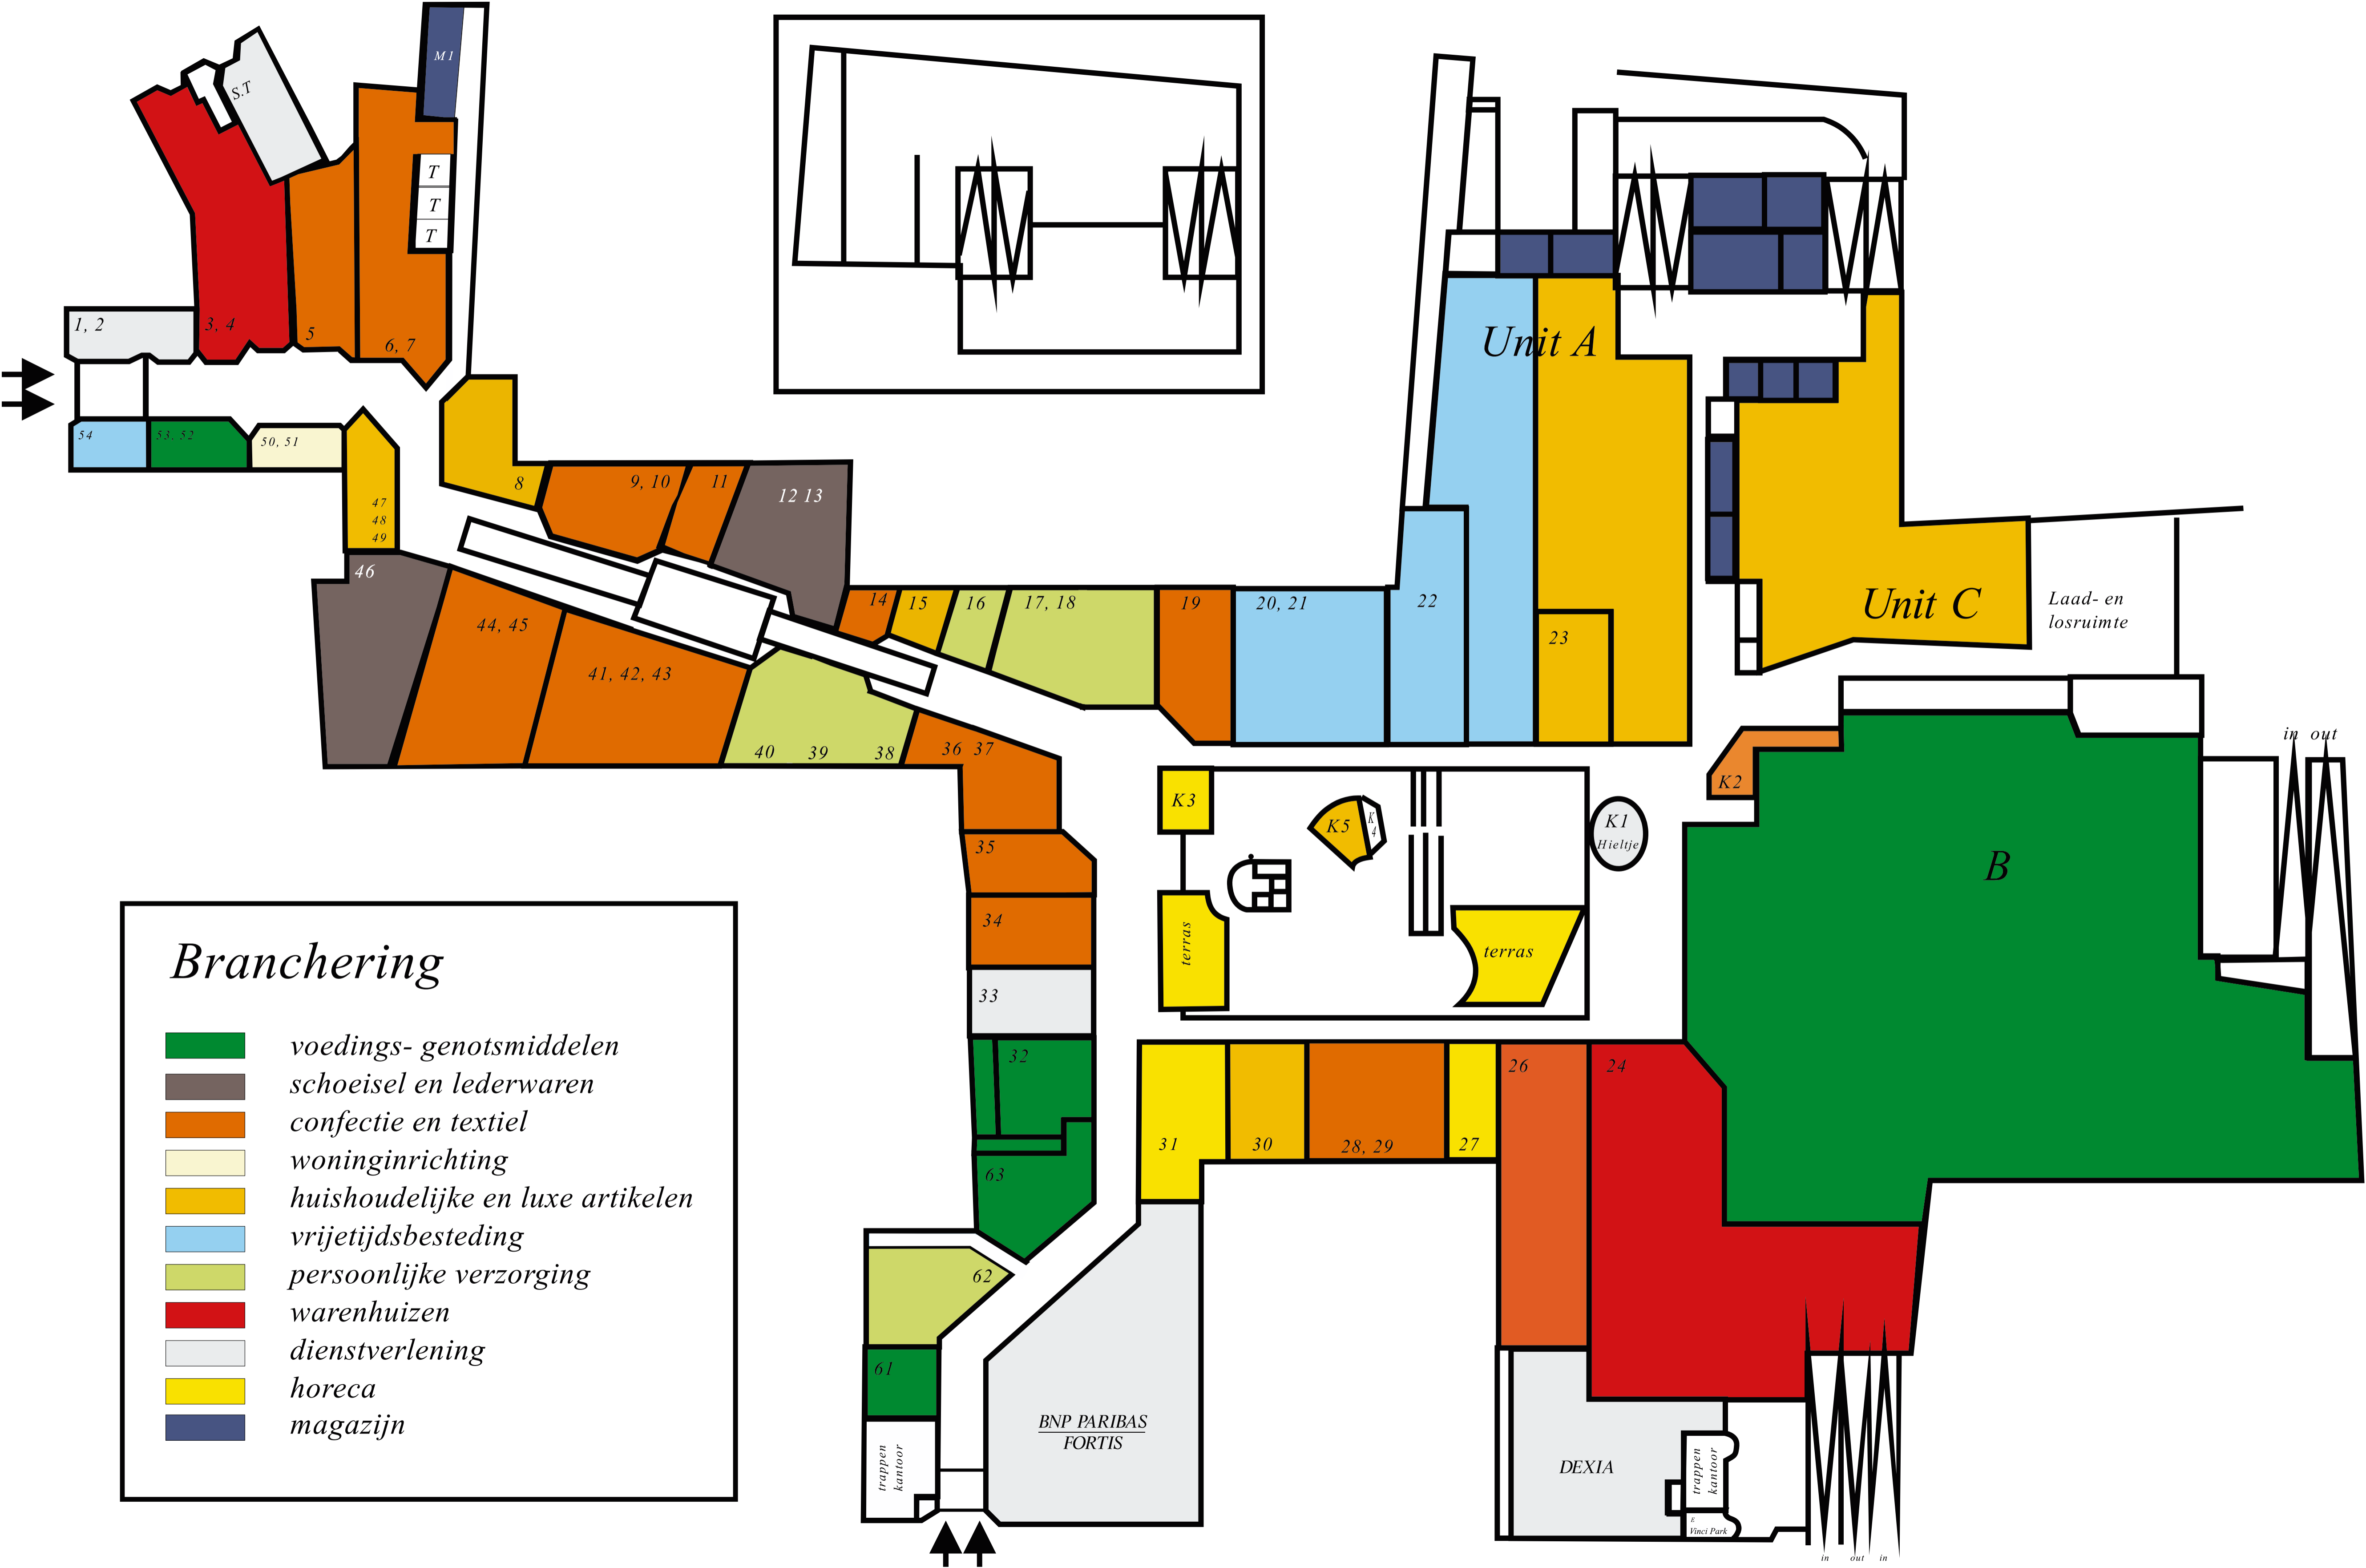 M 1
S.T
T
T
T
1, 2
3, 4
5
6, 7
54
53, 52
50, 51
47
48
49
8
9, 10
11
12 13
46
44, 45
41, 42, 43
40 39 38
36 37
14
15
16
17, 18
19
20, 21
22
23
Unit A
Unit C
Laad- en
losruimte
in out
K2
K1
Hieltje
K3
K5
K
4
terras
terras
B
35
34
33
32
63
62
61
31
30
28, 29
27
26
24
BNP PARIBAS
FORTIS
DEXIA
trappen
kantoor
trappen
kantoor
E
Vinci Park
in out in
Branchering
voedings- genotsmiddelen
schoeisel en lederwaren
confectie en textiel
woninginrichting
huishoudelijke en luxe artikelen
vrijetijdsbesteding
persoonlijke verzorging
warenhuizen
dienstverlening
horeca
magazijn